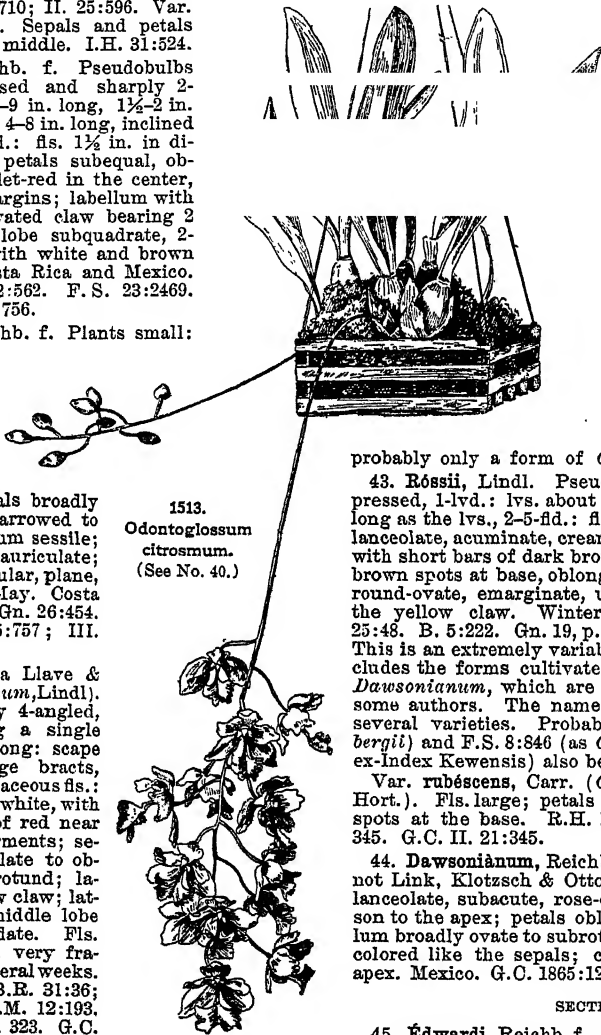 710; II. 25:596. Var.
Sepals and petals
middle. I.H. 31:524.
hb. f. Pseudobulbs
sed and sharply 2-
-9 in. long, 1½-2 in.
4-8 in. long, inclined
fls. 1½ in. in di-
petals subequal, ob-
let-red in the center,
argins; labellum with
vated claw bearing 2
lobe subquadrate, 2-
with white and brown
sta Rica and Mexico.
2:562. F. S. 23:2469.
756.
hb. f. Plants small:
1513.
Odontoglossum
citrosmum.
(See No. 40.)
als broadly
arrowed to
um sessile;
auriculate;
ular, plane,
May. Costa
Gn. 26:454.
5:757; III.
a Llave &
um, Lindl).
y 4-angled,
g a single
ong: scape
ge bracts,
aceous fls.:
white, with
of red near
rments; se-
late to ob-
rotund; la-
w claw; lat-
middle lobe
date. Fls.
very fra-
eral weeks.
B.R. 31:36;
.M. 12:193.
323. G.C.
probably only a form of
43. Róssii, Lindl. Pseu
pressed, 1-lvd.: lvs. about
long as the lvs., 2-5-fld.: fl
lanceolate, acuminate, crear
with short bars of dark bro
brown spots at base, oblong
round-ovate, emarginate, u
the yellow claw. Winter
25:48. B. 5:222. Gn. 19, p.
This is an extremely variab
cludes the forms cultivate
Dawsonianum, which are
some authors. The name
several varieties. Probab
bergii) and F.S. 8:846 (as
ex-Index Kewensis) also be
Var. rubéscens, Carr. (
Hort.). Fls. large; petals
spots at the base. R.H.
345. G.C. II. 21:345.
44. Dawsoniànum, Reich
not Link, Klotzsch & Otto
lanceolate, subacute, rose-
son to the apex; petals obl
lum broadly ovate to subrot
colored like the sepals; c
apex. Mexico. G.C. 1865:12
SECTI
45. Édwardi, Reichb. f.